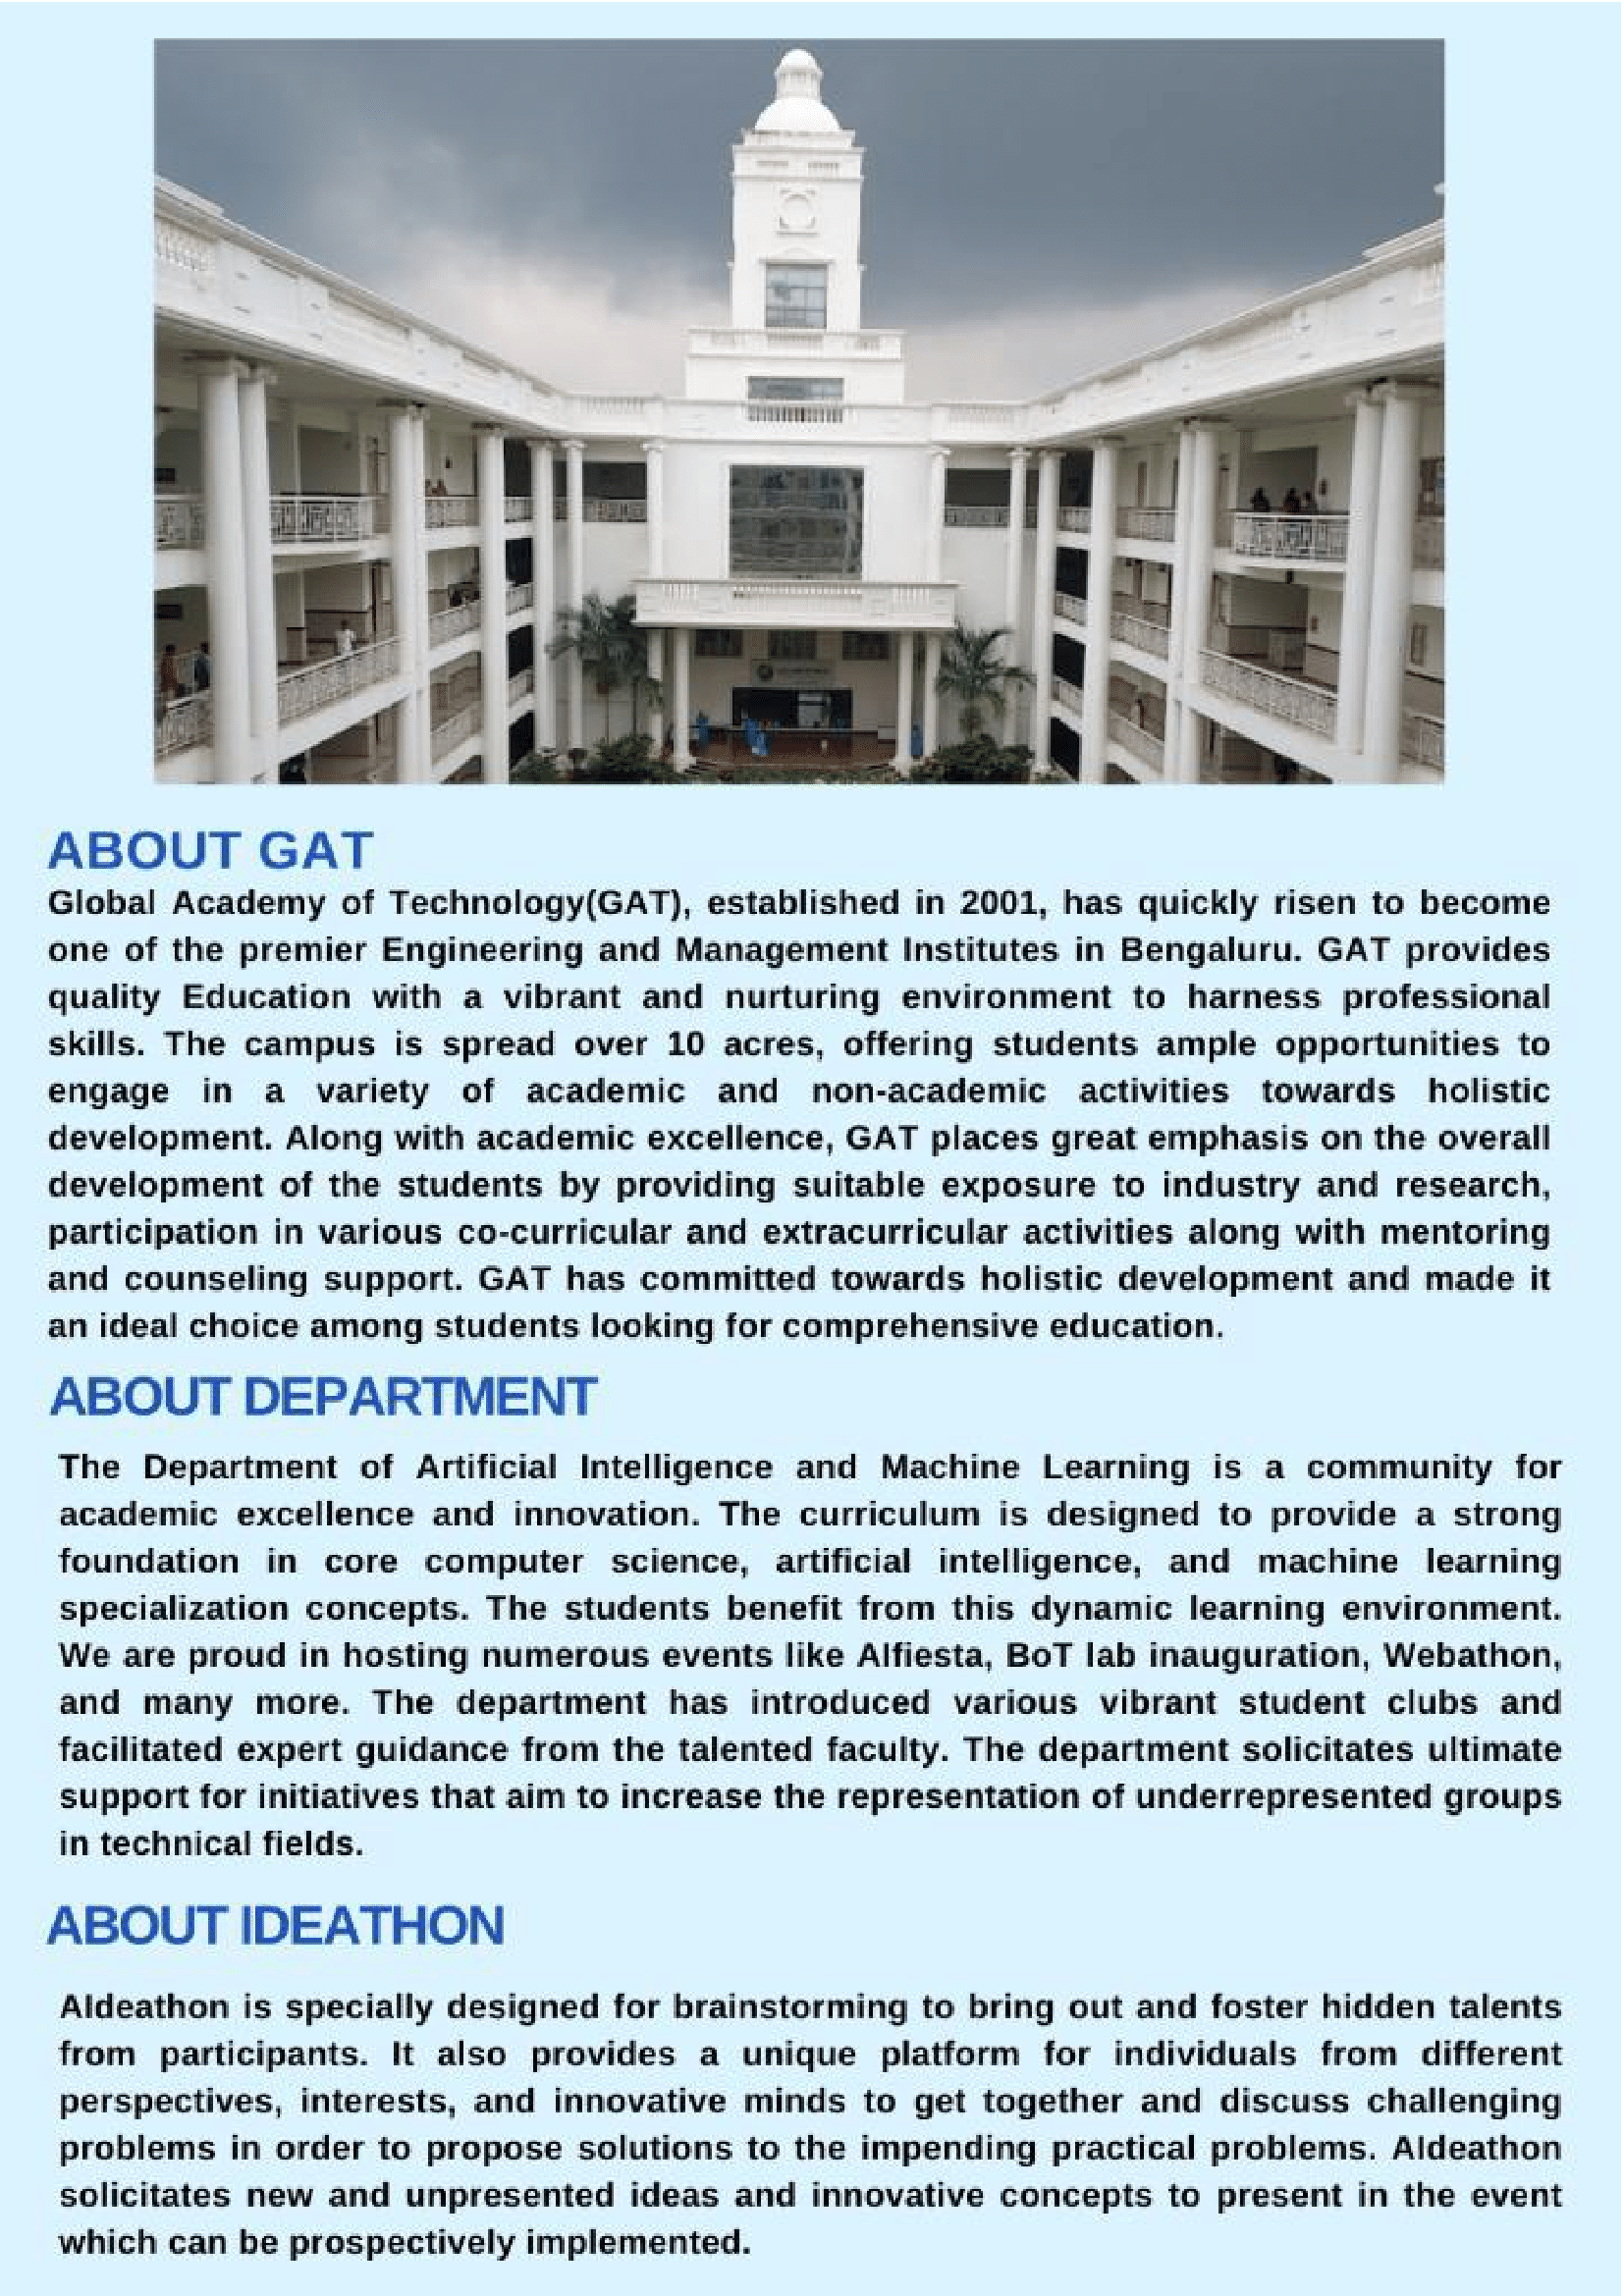 ABOUT GAT
Global Academy of Technology(GAT), established in 2001, has quickly risen to become
one of the premier Engineering and Management Institutes in Bengaluru. GAT provides
quality Education with a vibrant and nurturing environment to harness professional
skills. The campus is spread over 10 acres, offering students ample opportunities to
engage in a variety of academic and non-academic activities towards holistic
development. Along with academic excellence, GAT places great emphasis on the overall
development of the students by providing suitable exposure to industry and research,
participation in various co-curricular and extracurricular activities along with mentoring
and counseling support. GAT has committed towards holistic development and made it
an ideal choice among students looking for comprehensive education.
ABOUT DEPARTMENT
The Department of Artificial Intelligence and Machine Learning is a community for
academic excellence and innovation. The curriculum is designed to provide a strong
foundation in core computer science, artificial intelligence, and machine learning
specialization concepts. The students benefit from this dynamic learning environment.
We are proud in hosting numerous events like AIfiesta, BoT lab inauguration, Webathon,
and many more. The department has introduced various vibrant student clubs and
facilitated expert guidance from the talented faculty. The department solicitates ultimate
support for initiatives that aim to increase the representation of underrepresented groups
in technical fields.
ABOUT IDEATHON
AIdeathon is specially designed for brainstorming to bring out and foster hidden talents
from participants. It also provides a unique platform for individuals from different
perspectives, interests, and innovative minds to get together and discuss challenging
problems in order to propose solutions to the impending practical problems. AIdeathon
solicitates new and unpresented ideas and innovative concepts to present in the event
which can be prospectively implemented.